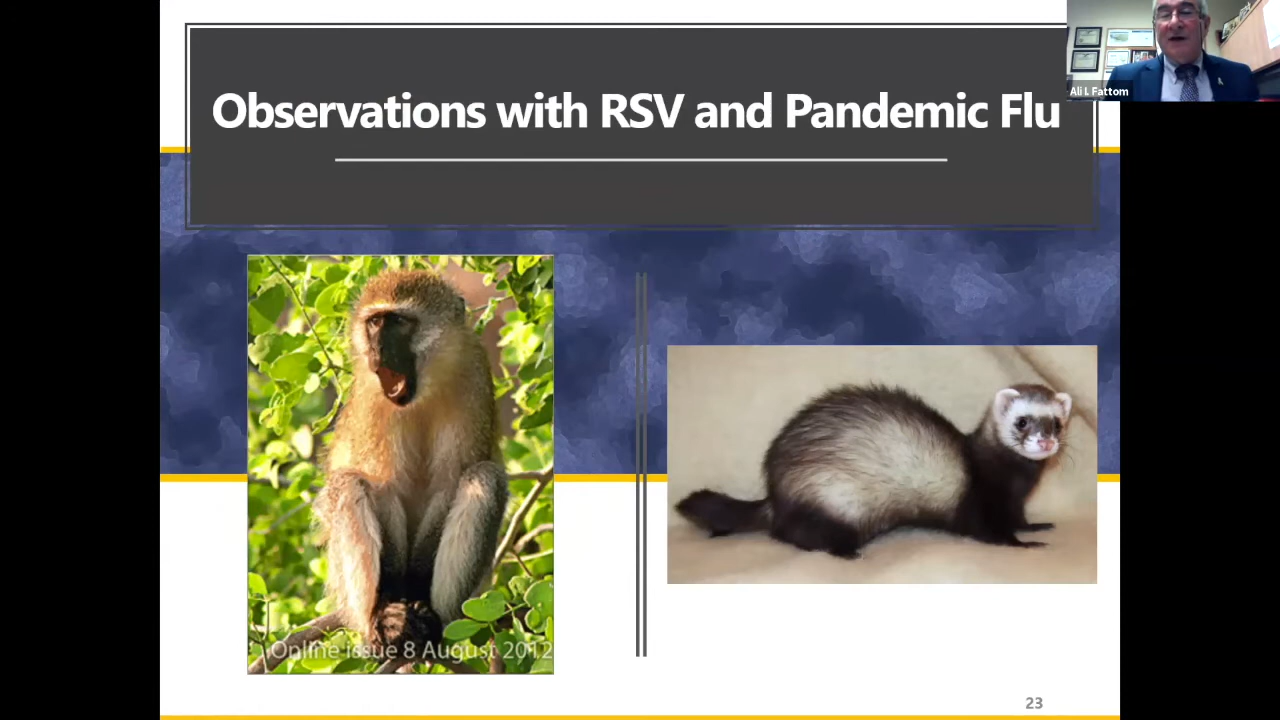 Observations with RSV and Pandemic Flu
Ali L Fattom
Online issue 8 August 2012
23